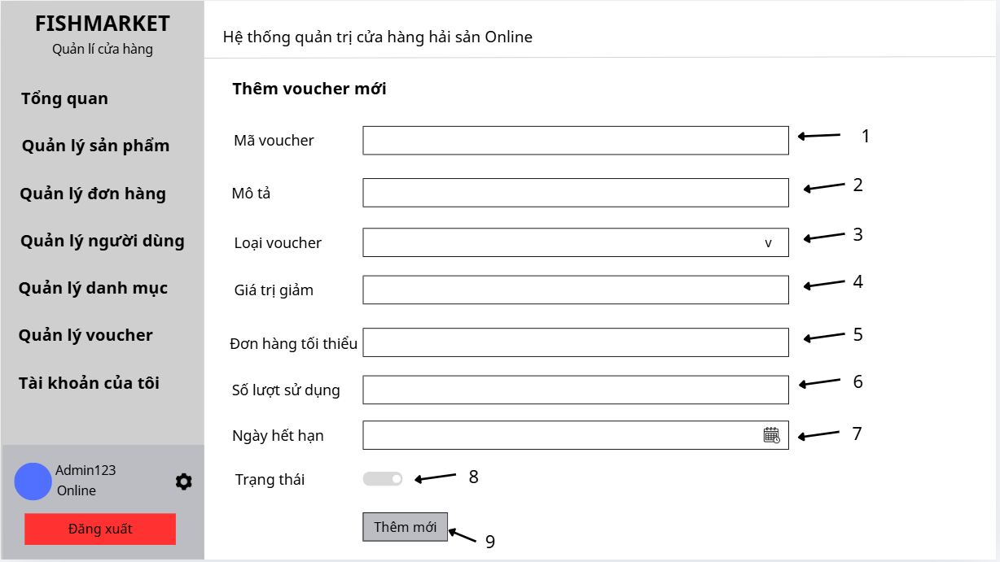 FISHMARKET
Quản lí cửa hàng
Tổng quan
Quản lý sản phẩm
Quản lý đơn hàng
Quản lý người dùng
Quản lý danh mục
Quản lý voucher
Tài khoản của tôi
Admin123
Online
Đăng xuất
Hệ thống quản trị cửa hàng hải sản Online
Thêm voucher mới
Mã voucher 1
Mô tả 2
Loại voucher v 3
Giá trị giảm 4
Đơn hàng tối thiểu 5
Số lượt sử dụng 6
Ngày hết hạn 7
Trạng thái 8
Thêm mới 9